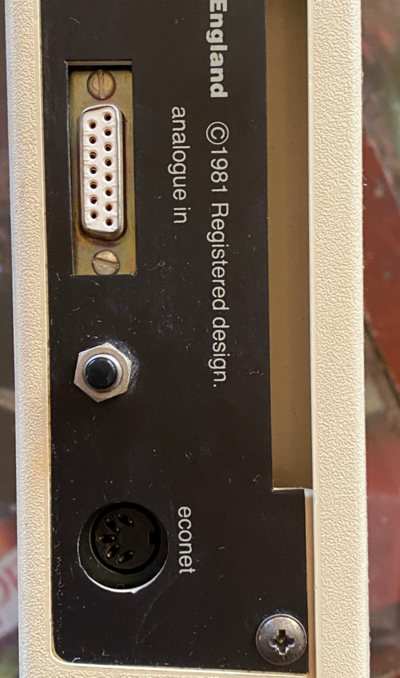 England ©1981 Registered design.
analogue in
econet